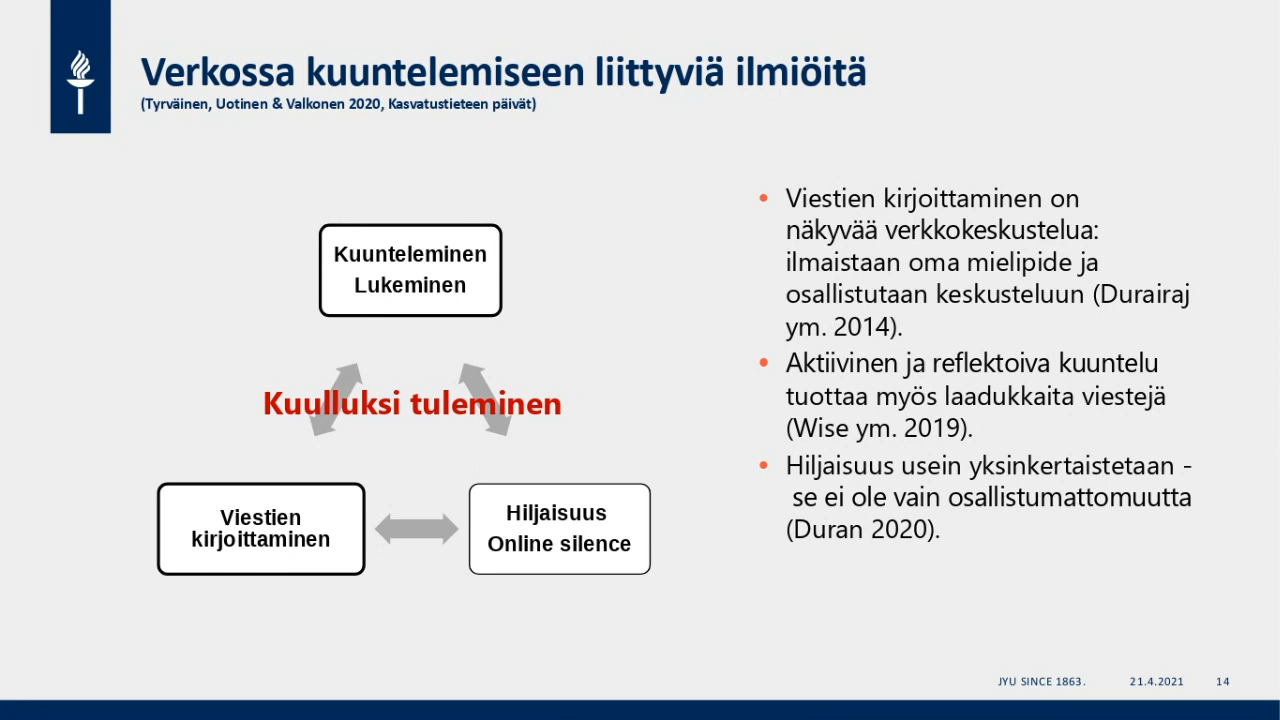 Verkossa kuuntelemiseen liittyviä ilmiöitä
(Tyrväinen, Uotinen & Valkonen 2020, Kasvatustieteen päivät)
Kuunteleminen
Lukeminen
Kuulluksi tuleminen
Viestien
kirjoittaminen
Hiljaisuus
Online silence
• Viestien kirjoittaminen on
näkyvää verkkokeskustelua:
ilmaistaan oma mielipide ja
osallistutaan keskusteluun (Durairaj
ym. 2014).
• Aktiivinen ja reflektoiva kuuntelu
tuottaa myös laadukkaita viestejä
(Wise ym. 2019).
• Hiljaisuus usein yksinkertaistetaan -
se ei ole vain osallistumattomuutta
(Duran 2020).
JYU SINCE 1863. 21.4.2021 14